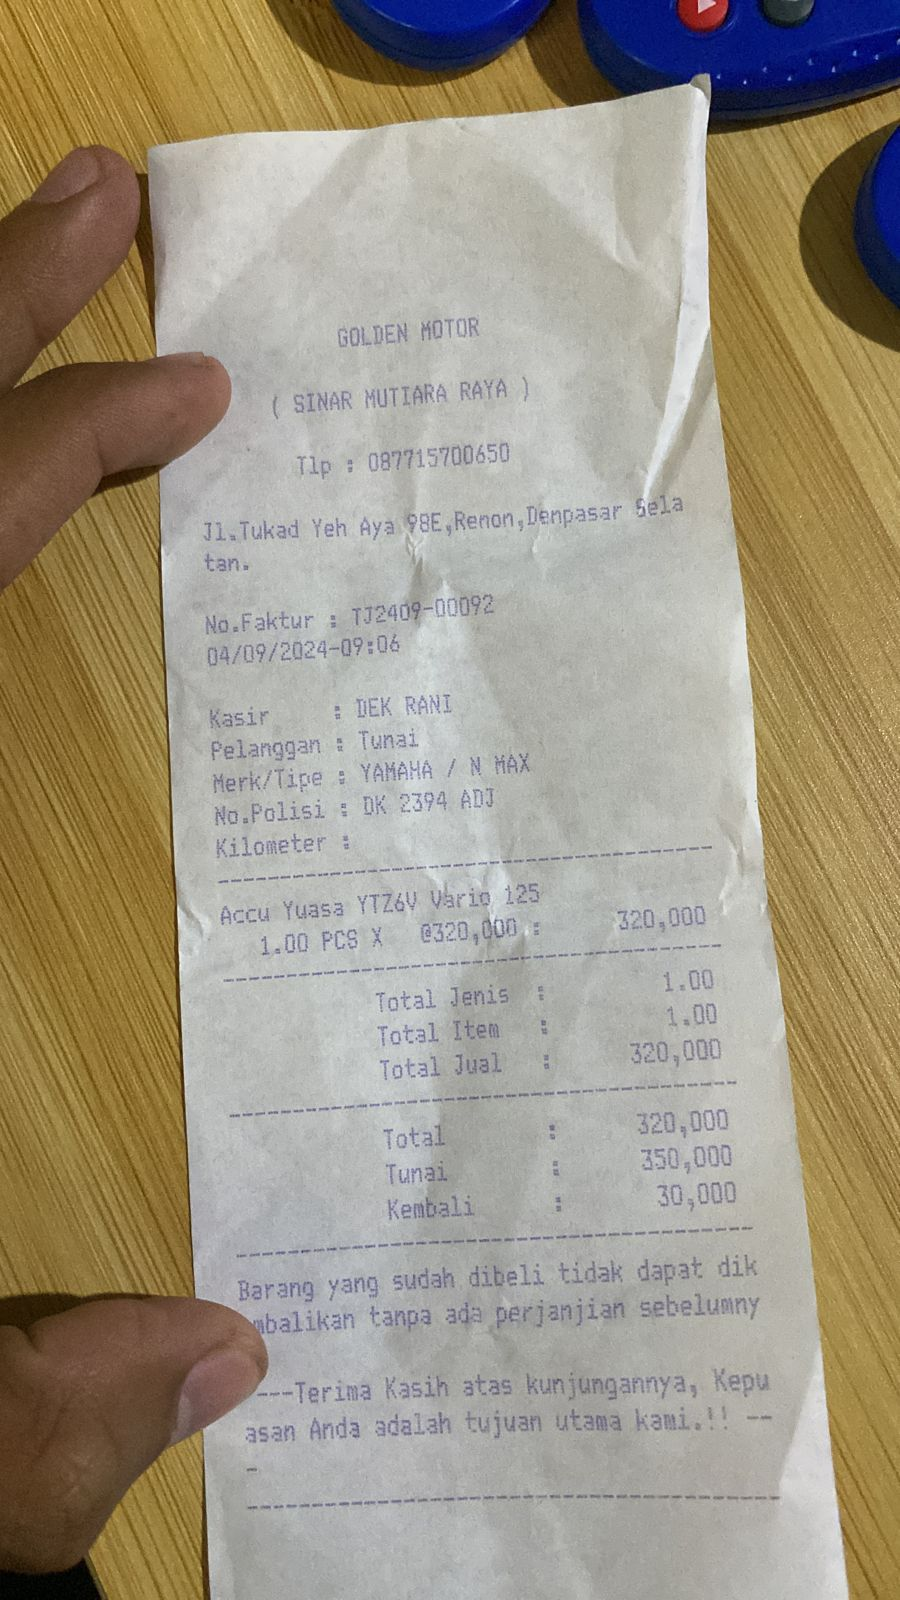 GOLDEN MOTOR
( SINAR MUTIARA RAYA )
Tlp : 087715700650
Jl.Tukad Yeh Aya 98E,Renon,Denpasar Sela
tan.
No.Faktur : TJ2409-00092
04/09/2024-09:06
Kasir : DEK RANI
Pelanggan : Tunai
Merk/Tipe : YAMAHA / N MAX
No.Polisi : DK 2394 ADJ
Kilometer :
Accu Yuasa YTZ6V Vario 125
1.00 PCS X @320,000 : 320,000
Total Jenis : 1.00
Total Item : 1.00
Total Jual : 320,000
Total : 320,000
Tunai : 350,000
Kembali : 30,000
Barang yang sudah dibeli tidak dapat dik
mbalikan tanpa ada perjanjian sebelumny
---Terima Kasih atas kunjungannya, Kepu
asan Anda adalah tujuan utama kami.!! --
-